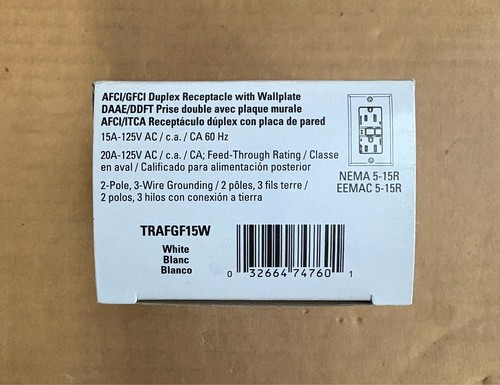 AFCI/GFCI Duplex Receptacle with Wallplate
DAAE/DDFT Prise double avec plaque murale
AFCI/ITCA Receptáculo dúplex con placa de pared
15A-125V AC / c.a. / CA 60 Hz
20A-125V AC / c.a. / CA; Feed-Through Rating / Classe
en aval / Calificado para alimentación posterior
2-Pole, 3-Wire Grounding / 2 pôles, 3 fils terre /
2 polos, 3 hilos con conexión a tierra
NEMA 5-15R
EEMAC 5-15R
TRAFGF15W
White
Blanc
Blanco
0 32664 74760 1